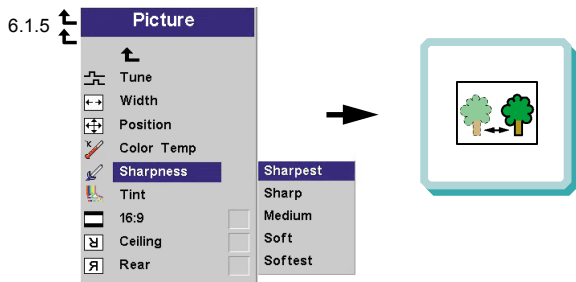 6.1.5
Picture
Tune
Width
Position
K
Color Temp
Sharpness
Tint
16:9
Ceiling
Rear
Sharpest
Sharp
Medium
Soft
Softest